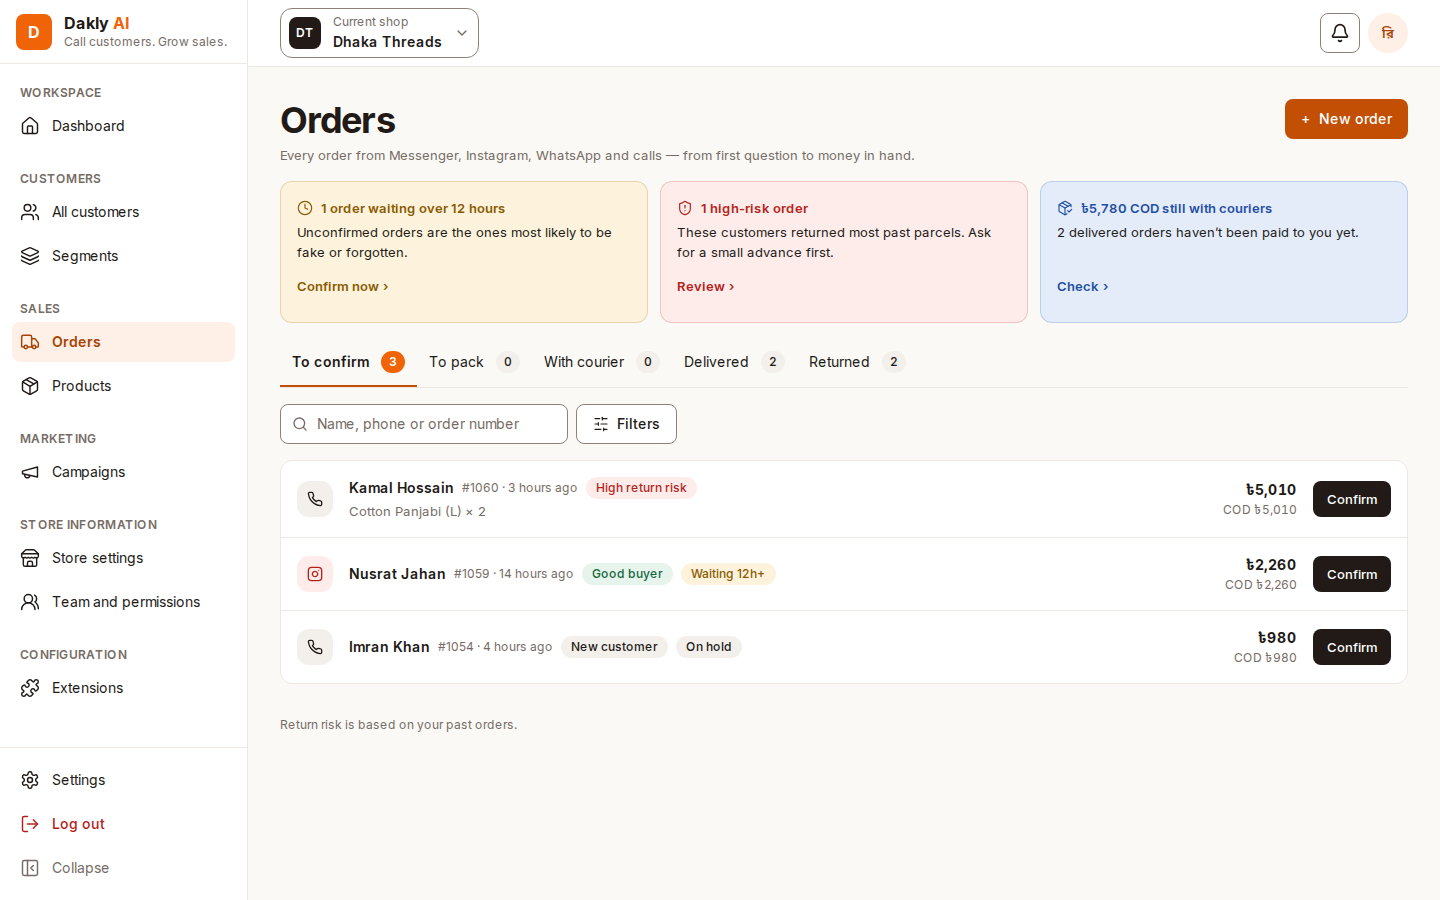 D
Dakly AI
Call customers. Grow sales.
WORKSPACE
Dashboard
CUSTOMERS
All customers
Segments
SALES
Orders
Products
MARKETING
Campaigns
STORE INFORMATION
Store settings
Team and permissions
CONFIGURATION
Extensions
Settings
Log out
Collapse
DT
Current shop
Dhaka Threads
রি
Orders
+ New order
Every order from Messenger, Instagram, WhatsApp and calls — from first question to money in hand.
1 order waiting over 12 hours
Unconfirmed orders are the ones most likely to be
fake or forgotten.
Confirm now ›
1 high-risk order
These customers returned most past parcels. Ask
for a small advance first.
Review ›
৳5,780 COD still with couriers
2 delivered orders haven’t been paid to you yet.
Check ›
To confirm 3 To pack 0 With courier 0 Delivered 2 Returned 2
Name, phone or order number
Filters
Kamal Hossain #1060 · 3 hours ago High return risk
Cotton Panjabi (L) × 2
৳5,010
COD ৳5,010
Confirm
Nusrat Jahan #1059 · 14 hours ago Good buyer Waiting 12h+
৳2,260
COD ৳2,260
Confirm
Imran Khan #1054 · 4 hours ago New customer On hold
৳980
COD ৳980
Confirm
Return risk is based on your past orders.